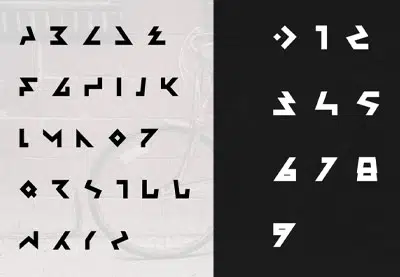 A B C D E
F G H I J K
L M N O P
Q R S T U V
W X Y Z
0 1 2
3 4 5
6 7 8
9